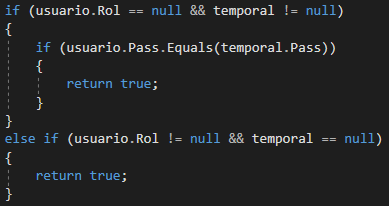 if (usuario.Rol == null && temporal != null)
{
    if (usuario.Pass.Equals(temporal.Pass))
    {
        return true;
    }
}
else if (usuario.Rol != null && temporal == null)
{
    return true;
}